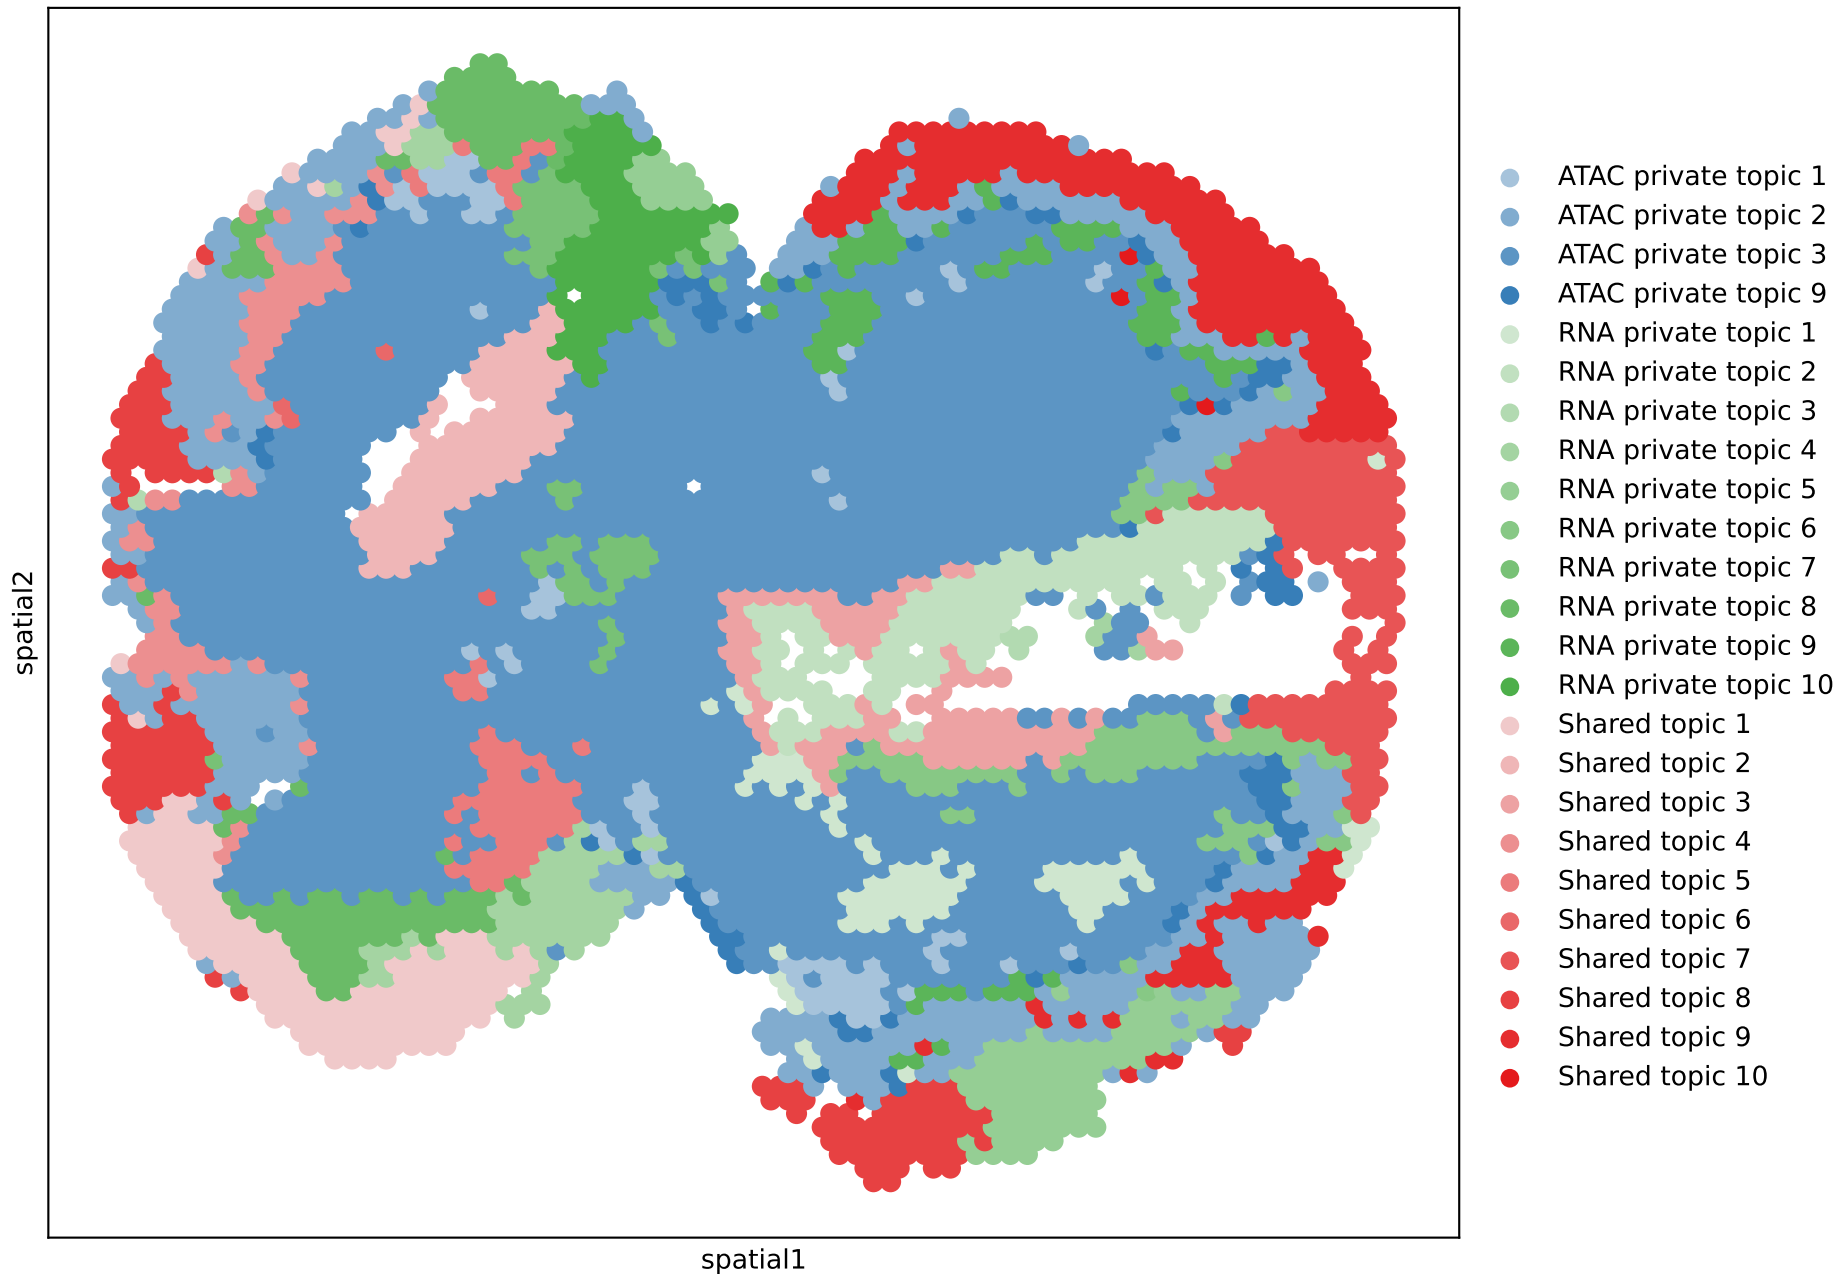 ATAC private topic 1
ATAC private topic 2
ATAC private topic 3
ATAC private topic 9
RNA private topic 1
RNA private topic 2
RNA private topic 3
RNA private topic 4
RNA private topic 5
RNA private topic 6
RNA private topic 7
RNA private topic 8
RNA private topic 9
RNA private topic 10
Shared topic 1
Shared topic 2
Shared topic 3
Shared topic 4
Shared topic 5
Shared topic 6
Shared topic 7
Shared topic 8
Shared topic 9
Shared topic 10
spatial2
spatial1